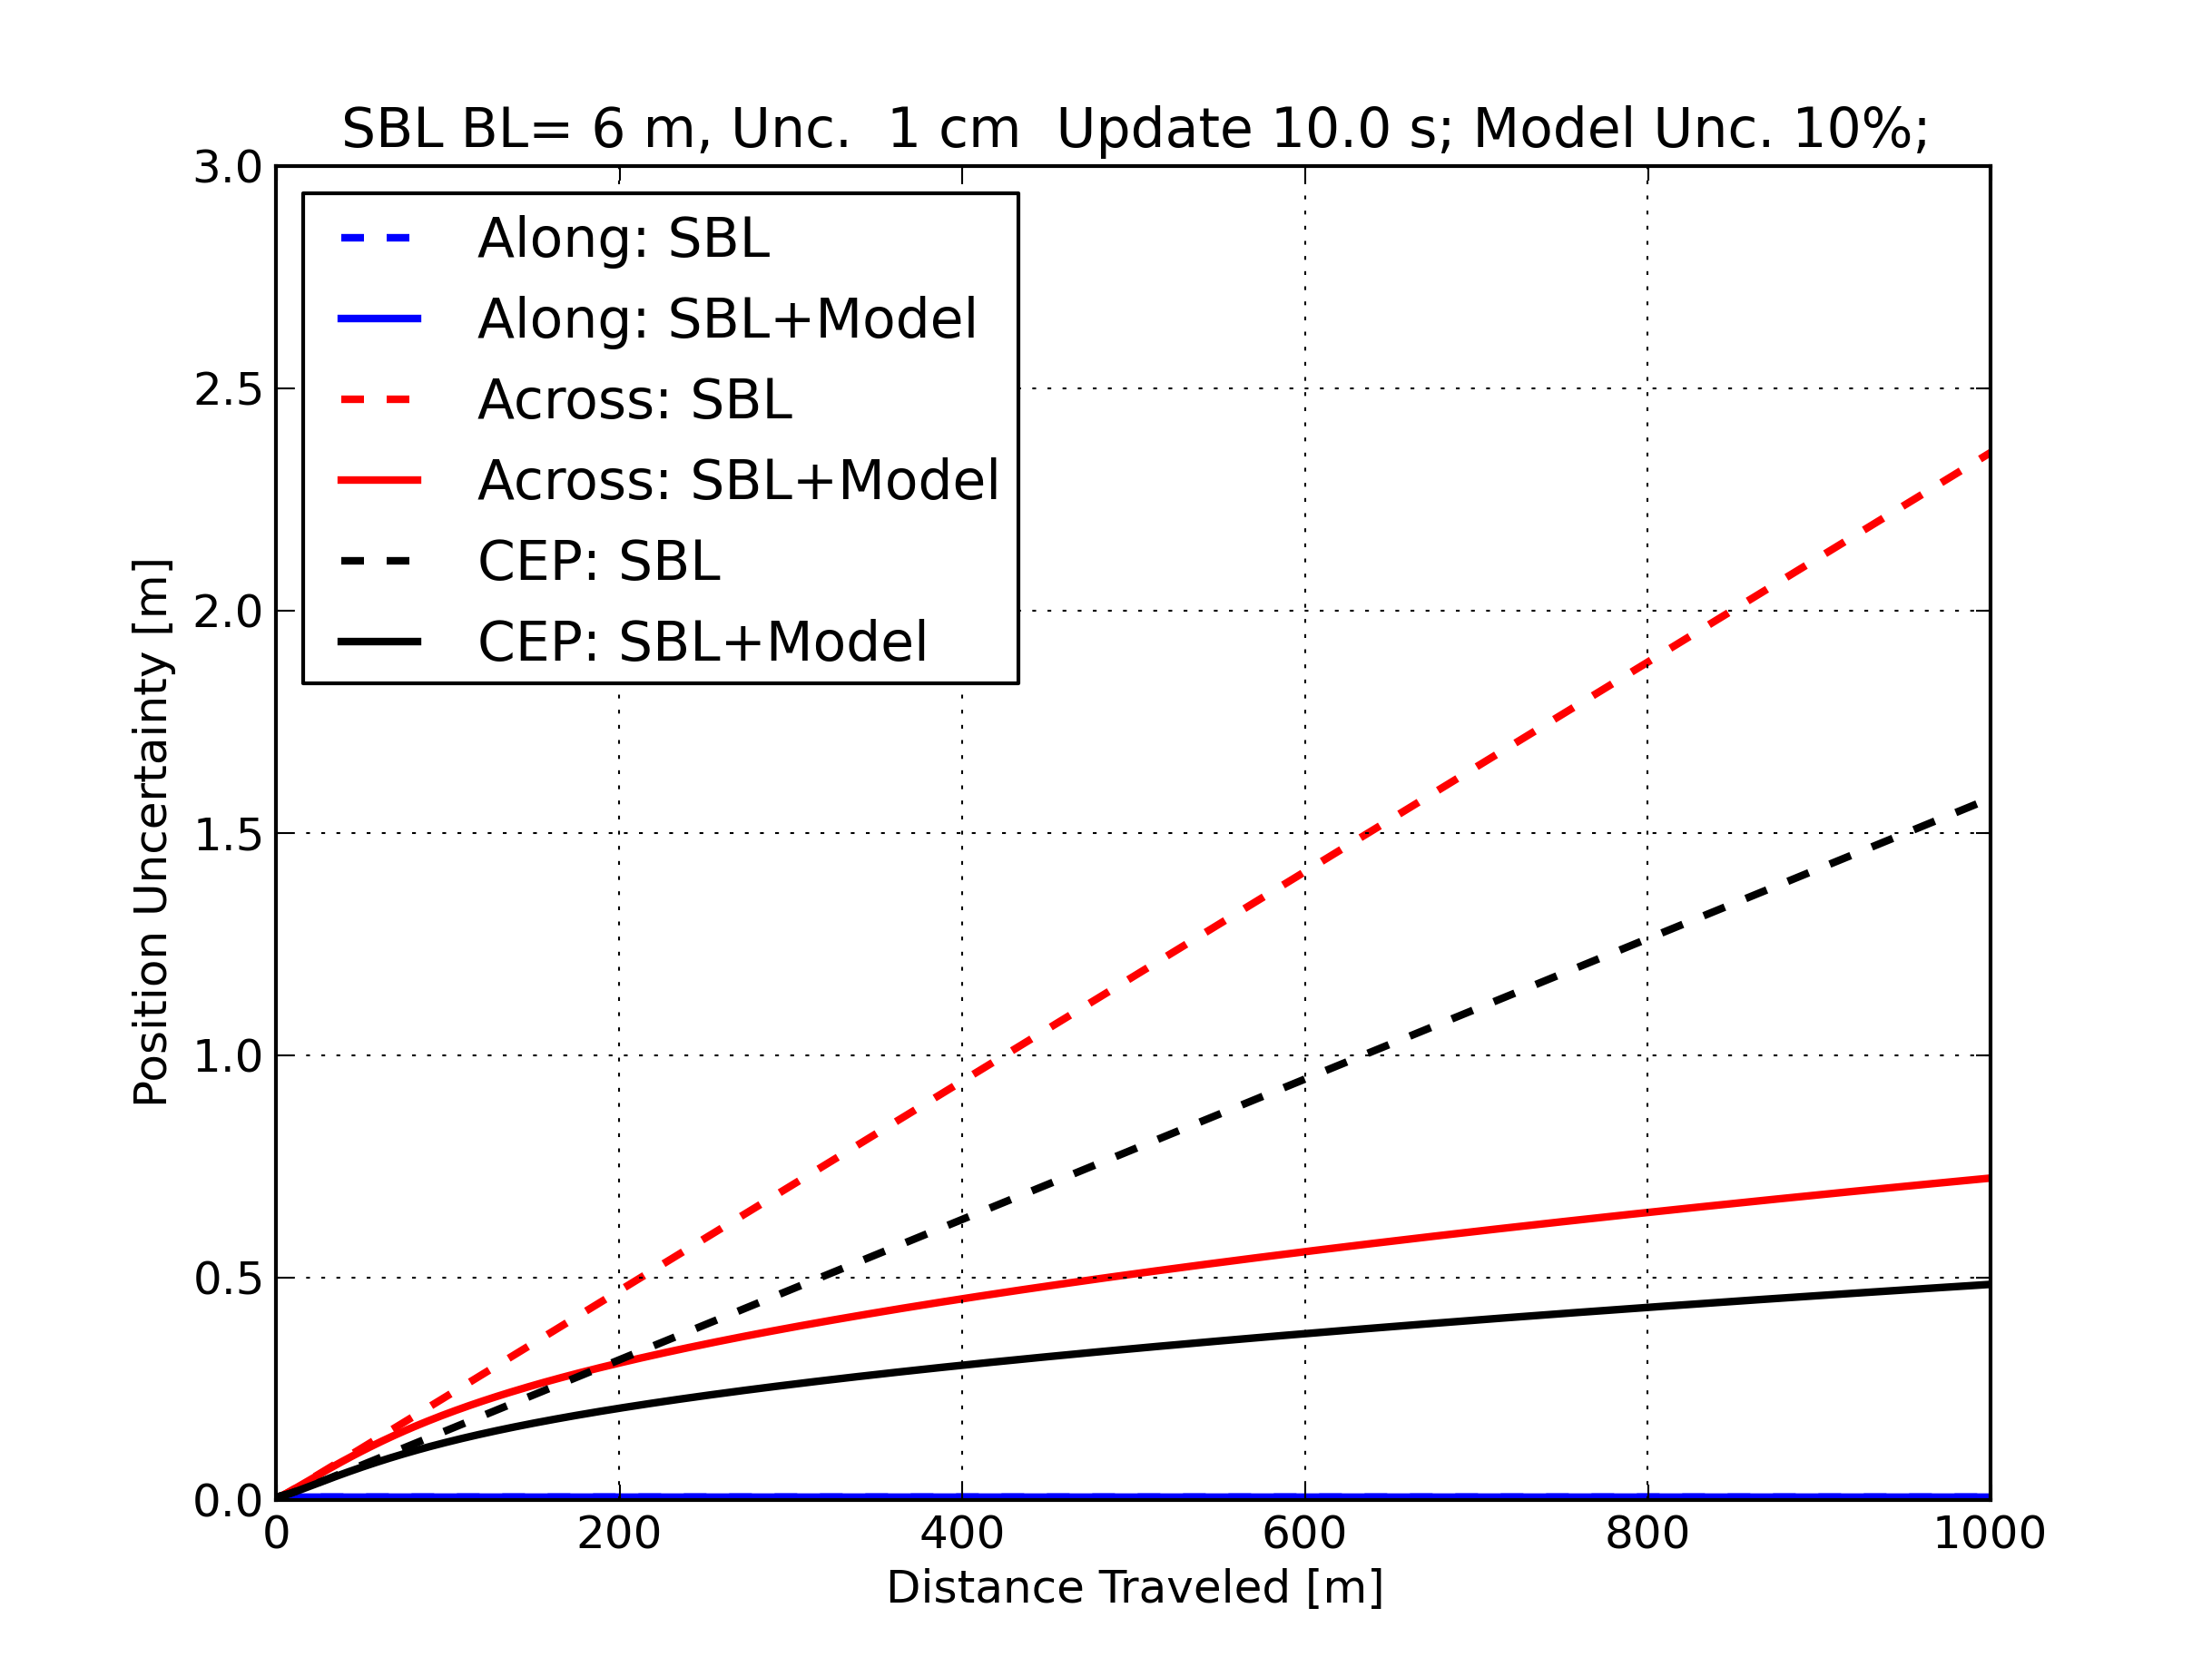 SBL BL= 6 m, Unc.  1 cm  Update 10.0 s; Model Unc. 10%;
3.0
2.5
2.0
1.5
1.0
0.5
0.0
Position Uncertainty [m]
Along: SBL
Along: SBL+Model
Across: SBL
Across: SBL+Model
CEP: SBL
CEP: SBL+Model
0 200 400 600 800 1000
Distance Traveled [m]